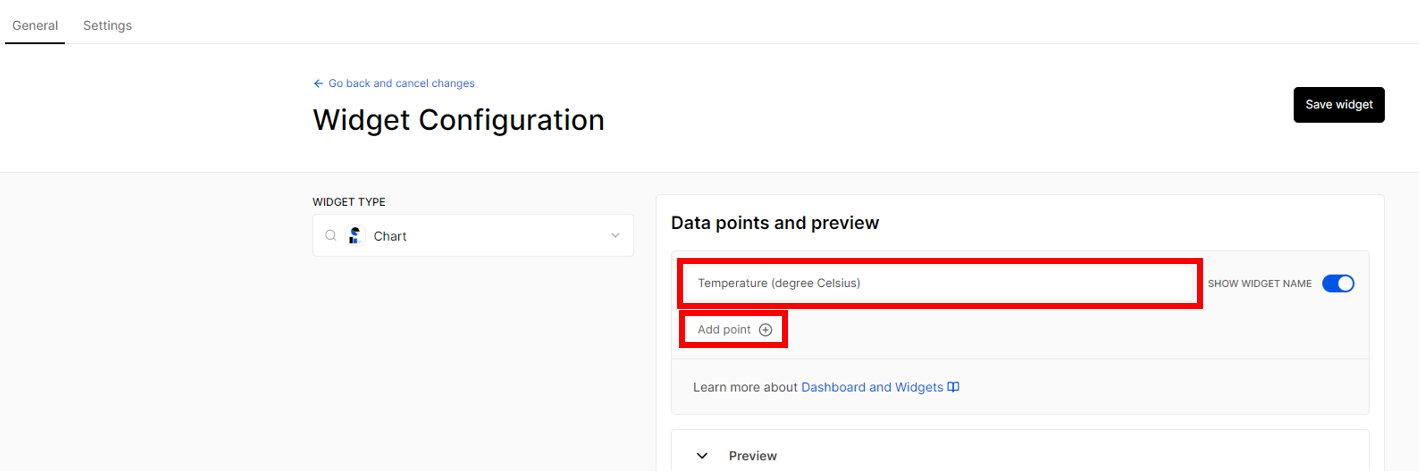 General Settings
Go back and cancel changes
Widget Configuration
Save widget
WIDGET TYPE
Chart
Data points and preview
Temperature (degree Celsius)
SHOW WIDGET NAME
Add point
Learn more about Dashboard and Widgets
Preview